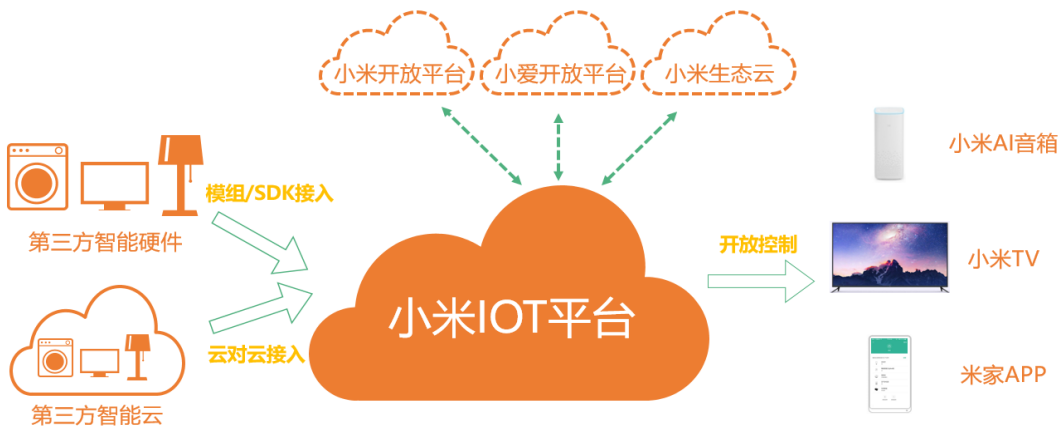 小米开放平台
小爱开放平台
小米生态云
小米AI音箱
模组/SDK接入
第三方智能硬件
开放控制
小米TV
小米IOT平台
云对云接入
米家APP
第三方智能云